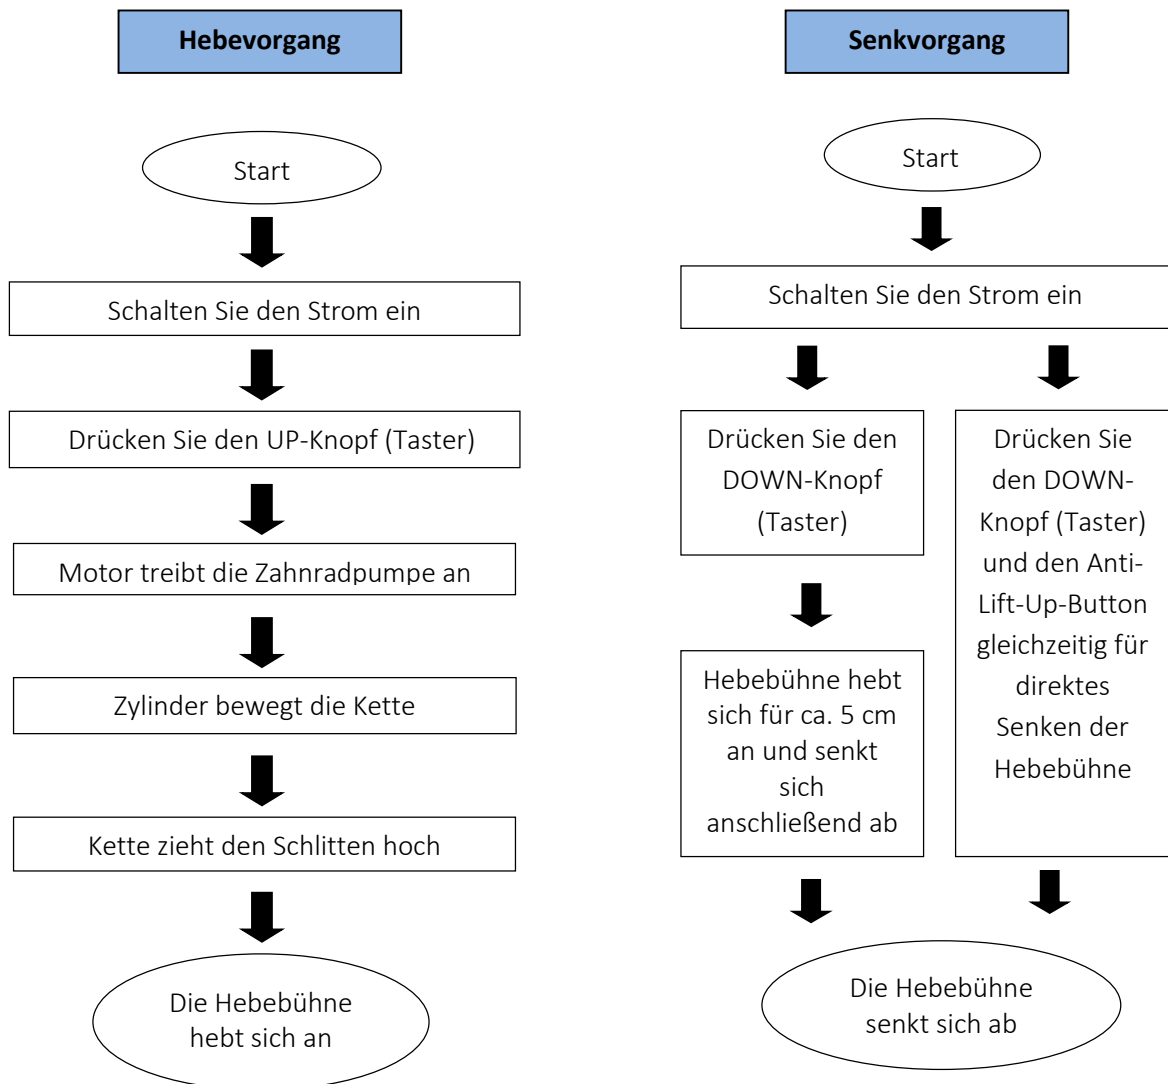 Hebevorgang
Start
Schalten Sie den Strom ein
Drücken Sie den UP-Knopf (Taster)
Motor treibt die Zahnradpumpe an
Zylinder bewegt die Kette
Kette zieht den Schlitten hoch
Die Hebebühne
hebt sich an
Senkvorgang
Start
Schalten Sie den Strom ein
Drücken Sie den
DOWN-Knopf
(Taster)
Hebebühne hebt
sich für ca. 5 cm
an und senkt
sich
anschließend ab
Drücken Sie
den DOWN-
Knopf (Taster)
und den Anti-
Lift-Up-Button
gleichzeitig für
direktes
Senken der
Hebebühne
Die Hebebühne
senkt sich ab